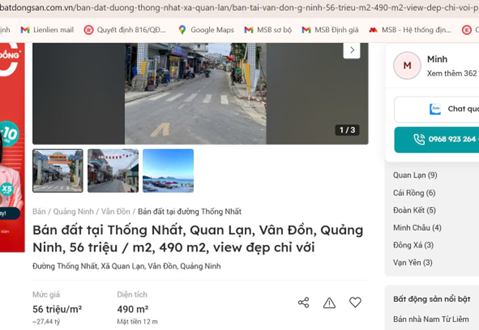 batdongsan.com.vn/ban-dat-duong-thong-nhat-xa-quan-lan/ban-tai-van-don-g-ninh-56-trieu-m2-490-m2-view-dep-chi-voi-p
ịnh
Lienlien mail
Quyết định 816/QĐ...
Google Maps
MSB sơ bộ
MSB Định giá
MSB - Hệ thống địn...
C
ĐỒNG
10
X5
ay!
1 / 3
M
Minh
Xem thêm 362
Zalo
Chat qua
0968 923 264
Quan Lạn (9)
Cái Rồng (6)
Đoàn Kết (5)
Minh Châu (4)
Đông Xá (3)
Vạn Yên (3)
Bán / Quảng Ninh / Vân Đồn / Bán đất tại đường Thống Nhất
Bán đất tại Thống Nhất, Quan Lạn, Vân Đồn, Quảng
Ninh, 56 triệu / m2, 490 m2, view đẹp chỉ với
Đường Thống Nhất, Xã Quan Lạn, Vân Đồn, Quảng Ninh
Mức giá
Diện tích
56 triệu/m²
490 m²
~27,44 tỷ
Mặt tiền 12 m
Bất động sản nổi bật
Bán nhà Nam Từ Liêm